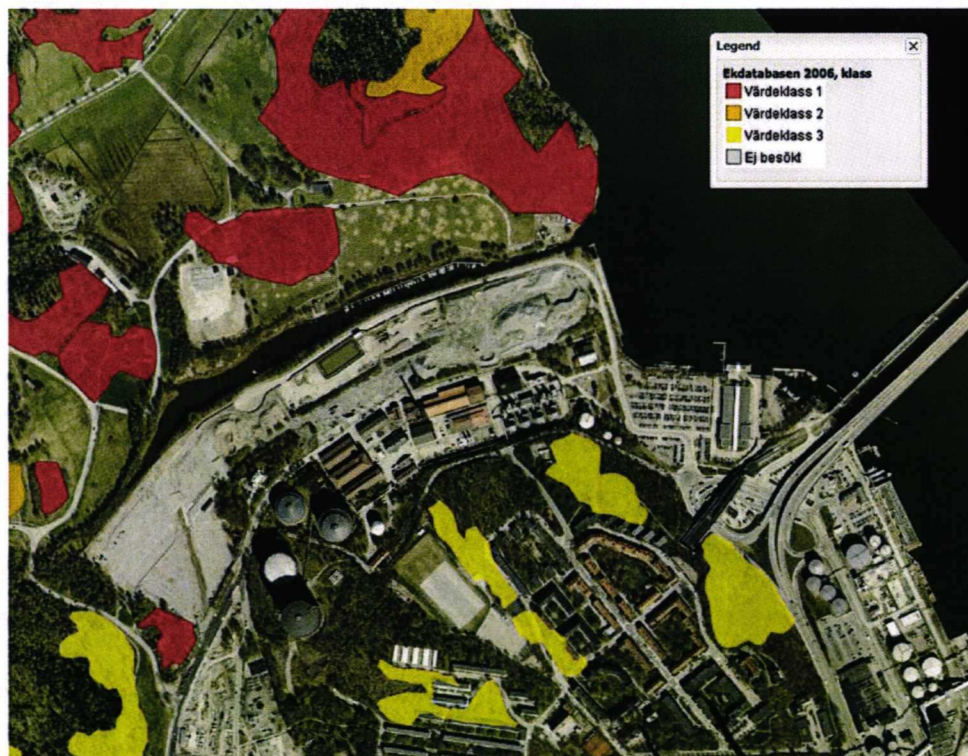 Legend
Ekdatabasen 2006, klass
Värdeklass 1
Värdeklass 2
Värdeklass 3
Ej besökt